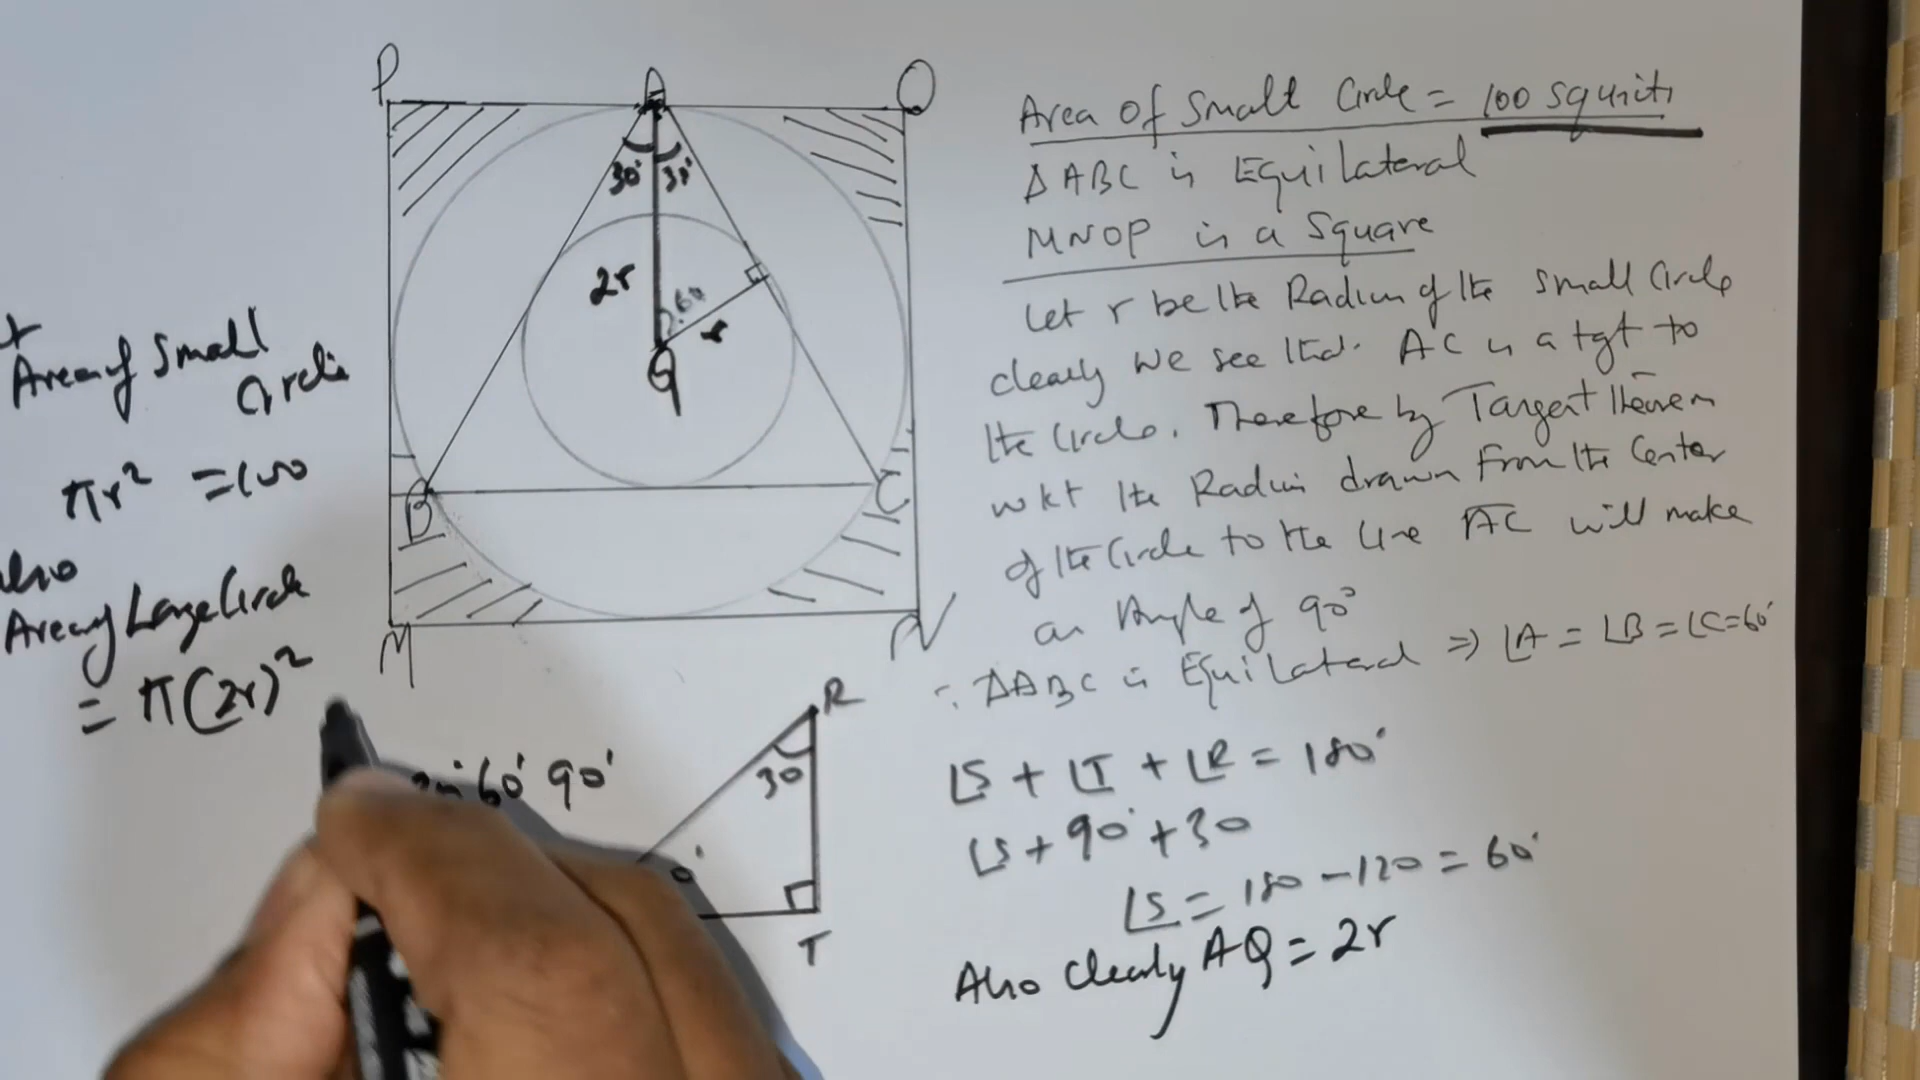 P
A
O
30° 30°
2r
60
r
Q
B
C
M
N
Area of Small
Circle
πr² = 100
Also
Area of Large Circle
= π(2r)²
60° 90°
R
30
T
Area of Small Circle = 100 sq units
Δ ABC is Equilateral
MNOP is a Square
Let r be the Radius of the Small Circle
clearly we see that AC is a tgt to
the Circle. Therefore by Tangent theorem
wkt the Radius drawn from the Center
of the Circle to the line AC will make
an Angle of 90°
∵ ΔABC is Equilateral ⇒ ∠A = ∠B = ∠C = 60°
∠S + ∠T + ∠R = 180°
∠S + 90° + 30
∠S = 180 - 120 = 60°
Also Clearly AQ = 2r